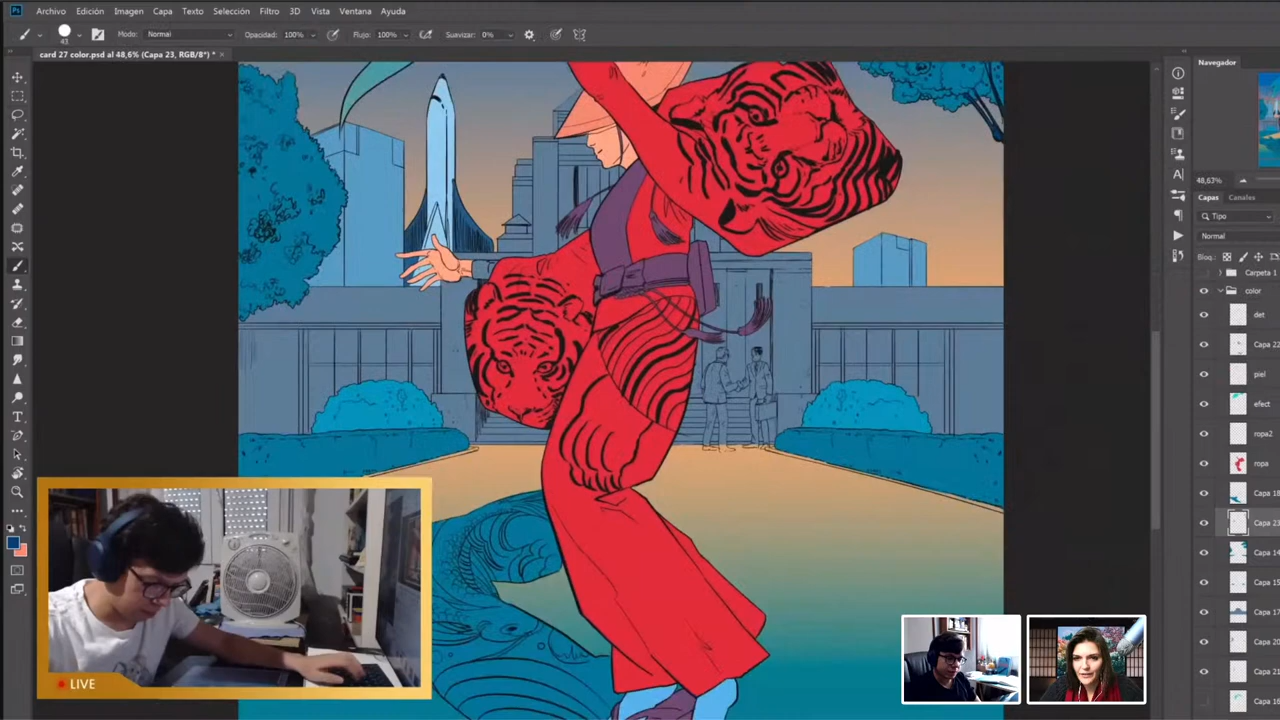 Ps Archivo Edición Imagen Capa Texto Selección Filtro 3D Vista Ventana Ayuda
43 Modo: Normal Opacidad: 100% Flujo: 100% Suavizar: 0%
card 27 color.psd al 48,6% (Capa 23, RGB/8*) * ×
Navegador
48,63%
Capas Canales
Tipo
Normal
Bloq.:
Carpeta 1
color
det
Capa 22
piel
efect
ropa2
ropa
Capa 18
Capa 23
Capa 14
Capa 15
Capa 17
Capa 20
Capa 21
Capa 16
LIVE